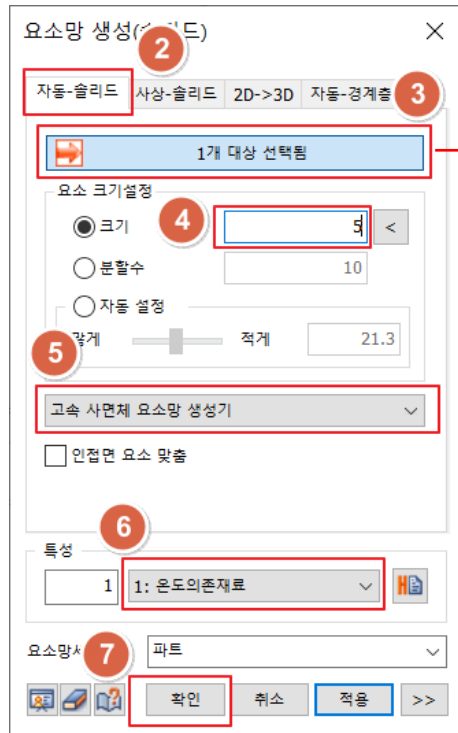 요소망 생성(
드)
2
자동-솔리드 사상-솔리드 2D->3D 자동-경계층
3
1개 대상 선택됨
요소 크기설정
크기 4 5 <
분할수 10
자동 설정
적게 21.3
5
고속 사면체 요소망 생성기
인접면 요소 맞춤
6
특성
1 1: 온도의존재료
7
요소망 파트
확인 취소 적용 >>